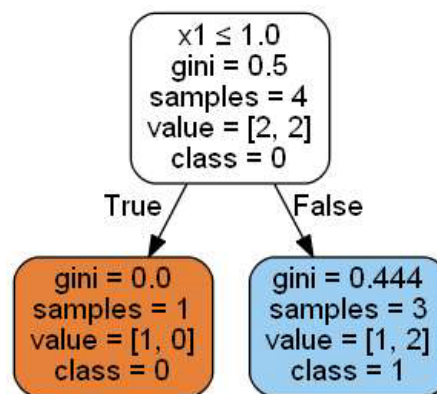 x1 ≤ 1.0
gini = 0.5
samples = 4
value = [2, 2]
class = 0
True
False
gini = 0.0
samples = 1
value = [1, 0]
class = 0
gini = 0.444
samples = 3
value = [1, 2]
class = 1